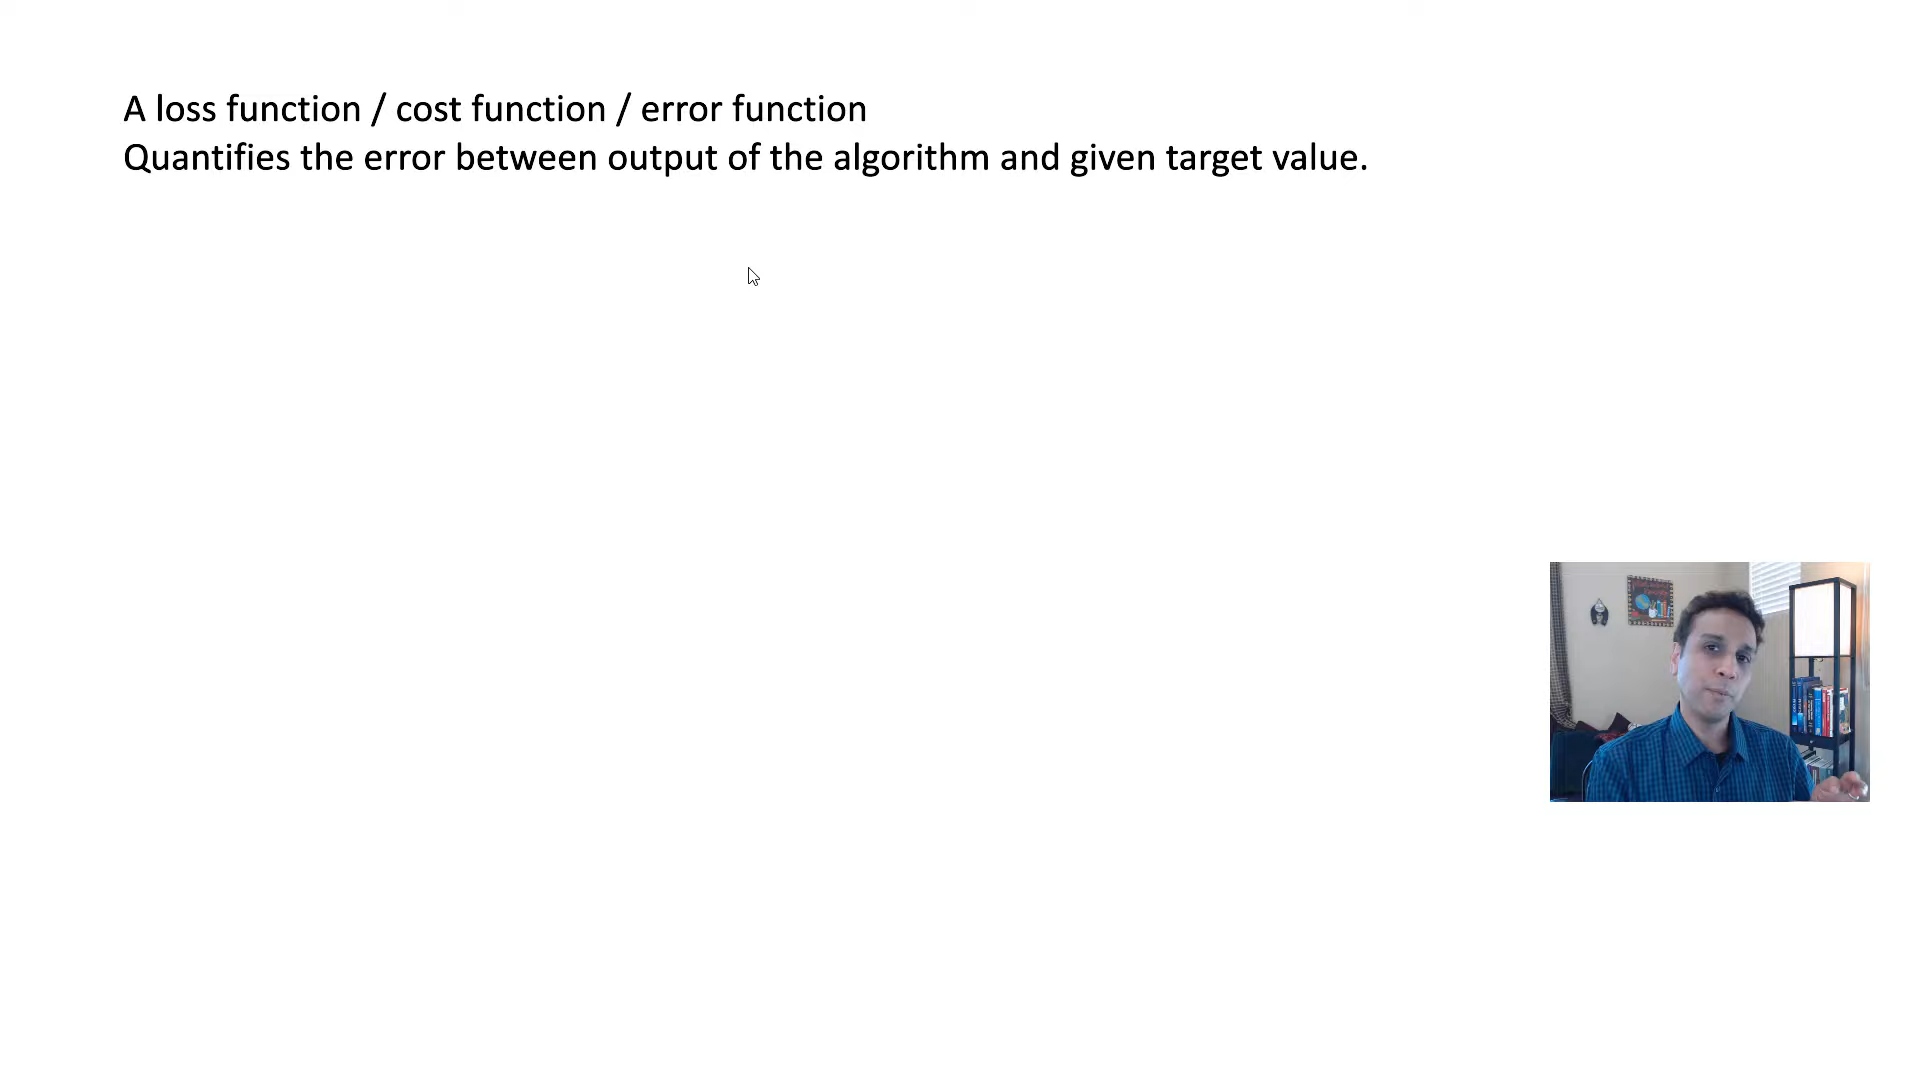 A loss function / cost function / error function
Quantifies the error between output of the algorithm and given target value.